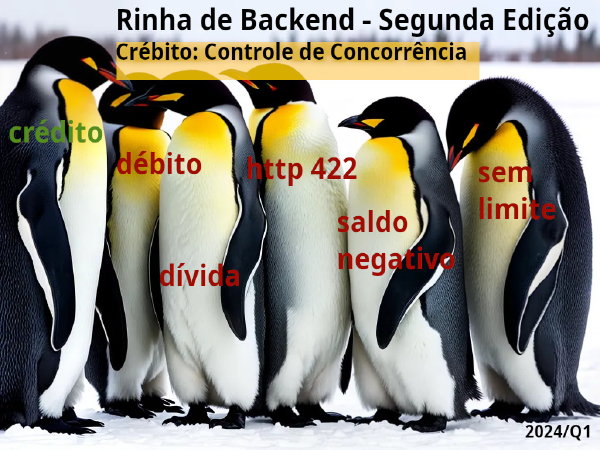 Rinha de Backend - Segunda Edição
Crébito: Controle de Concorrência
crédito
débito
http 422
sem
limite
saldo
negativo
dívida
2024/Q1